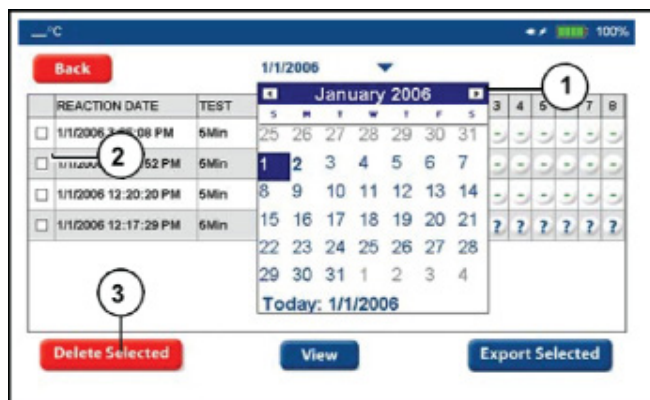 __°C 100%
Back 1/1/2006
January 2006
REACTION DATE TEST 3 4 5 7 8
S M T W T F S
1/1/2006 :08 PM 5Min 25 26 27 28 29 30 31
52 PM 5Min 1 2 3 4 5 6 7
1/1/2006 12:20:20 PM 5Min 8 9 10 11 12 13 14
1/1/2006 12:17:29 PM 5Min 15 16 17 18 19 20 21 ? ? ? ? ? ?
22 23 24 25 26 27 28
29 30 31 1 2 3 4
Today: 1/1/2006
Delete Selected View Export Selected
1
2
3